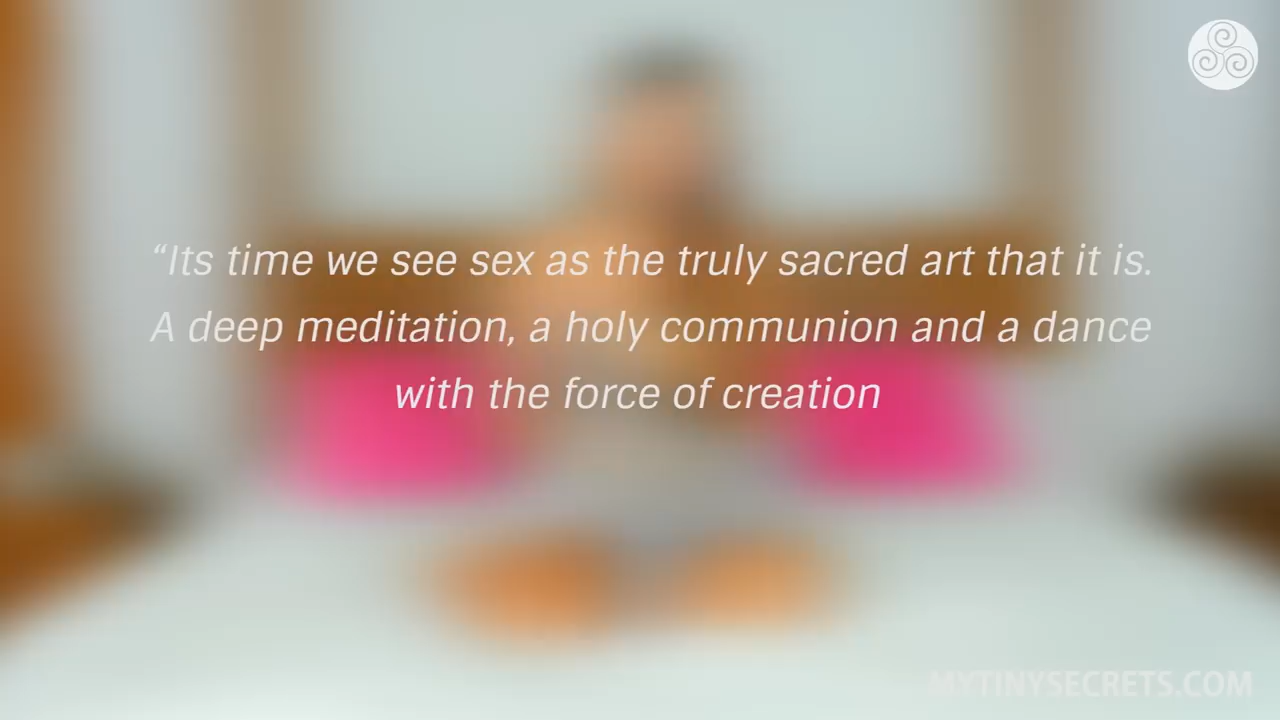 “Its time we see sex as the truly sacred art that it is.
A deep meditation, a holy communion and a dance
with the force of creation
MYTINYSECRETS.COM